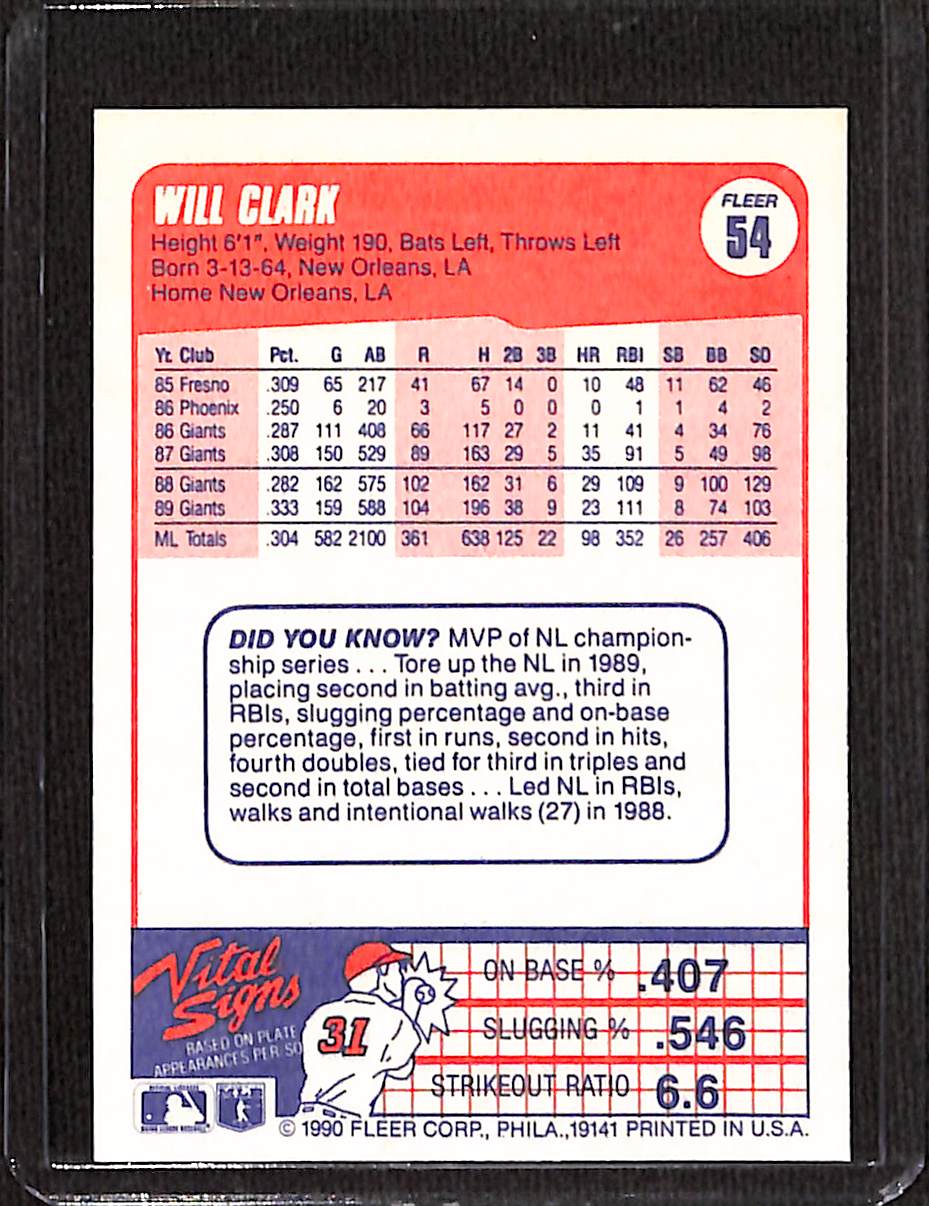 WILL CLARK
FLEER
54
Height 6'1", Weight 190, Bats Left, Throws Left
Born 3-13-64, New Orleans, LA
Home New Orleans, LA
Yr. Club Pct. G AB R H 2B 3B HR RBI SB BB SO
85 Fresno .309 65 217 41 67 14 0 10 48 11 62 46
86 Phoenix .250 6 20 3 5 0 0 0 1 1 4 2
86 Giants .287 111 408 66 117 27 2 11 41 4 34 76
87 Giants .308 150 529 89 163 29 5 35 91 5 49 98
88 Giants .282 162 575 102 162 31 6 29 109 9 100 129
89 Giants .333 159 588 104 196 38 9 23 111 8 74 103
ML Totals .304 582 2100 361 638 125 22 98 352 26 257 406
DID YOU KNOW? MVP of NL champion-
ship series . . . Tore up the NL in 1989,
placing second in batting avg., third in
RBIs, slugging percentage and on-base
percentage, first in runs, second in hits,
fourth doubles, tied for third in triples and
second in total bases . . . Led NL in RBIs,
walks and intentional walks (27) in 1988.
Vital
Signs
BASED ON PLATE
APPEARANCES PER SO
31
ON BASE % .407
SLUGGING % .546
STRIKEOUT RATIO 6.6
© 1990 FLEER CORP., PHILA.,19141 PRINTED IN U.S.A.